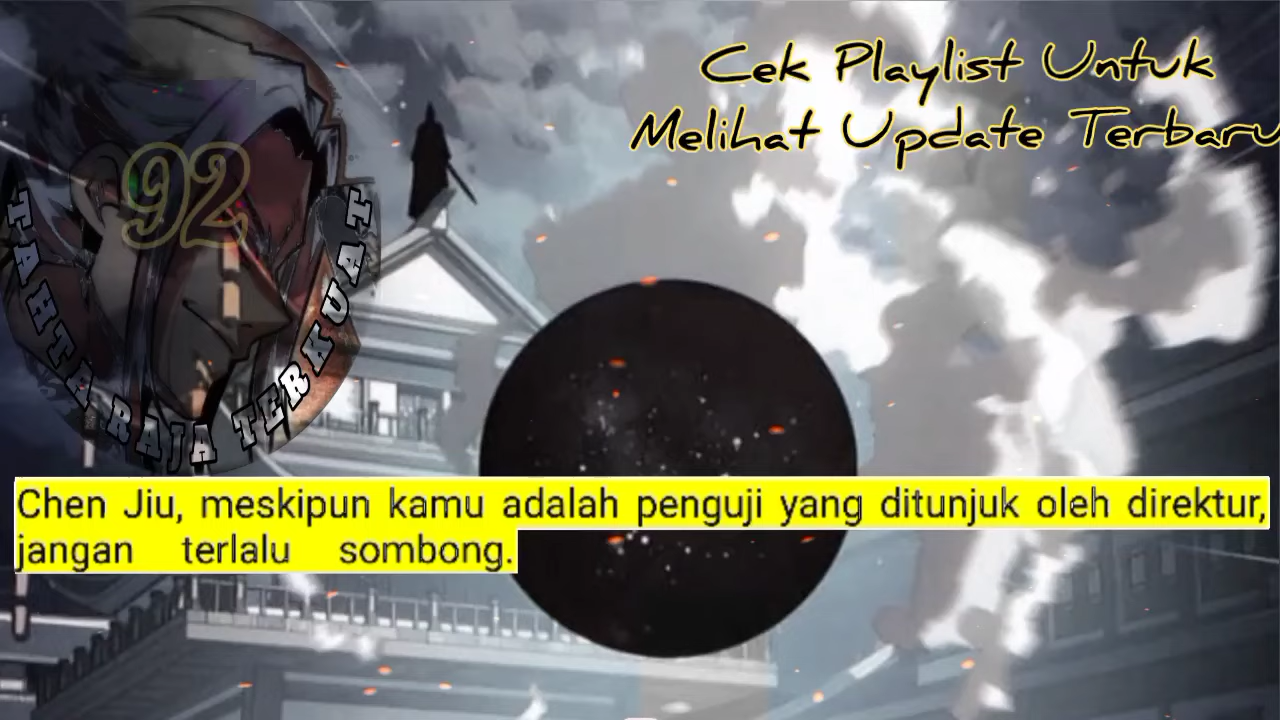 Cek Playlist Untuk
Melihat Update Terbaru
92
TAHTA RAJA TERKUAT
Chen Jiu, meskipun kamu adalah penguji yang ditunjuk oleh direktur,
jangan terlalu sombong.